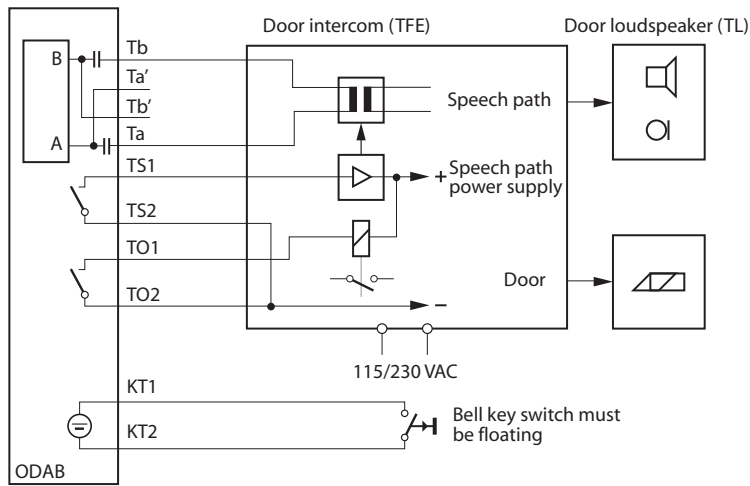 Door intercom (TFE)
Door loudspeaker (TL)
B
Tb
Ta'
Tb'
A
Ta
Speech path
TS1
+
Speech path
power supply
TS2
TO1
Door
TO2
–
115/230 VAC
KT1
KT2
Bell key switch must
be floating
ODAB